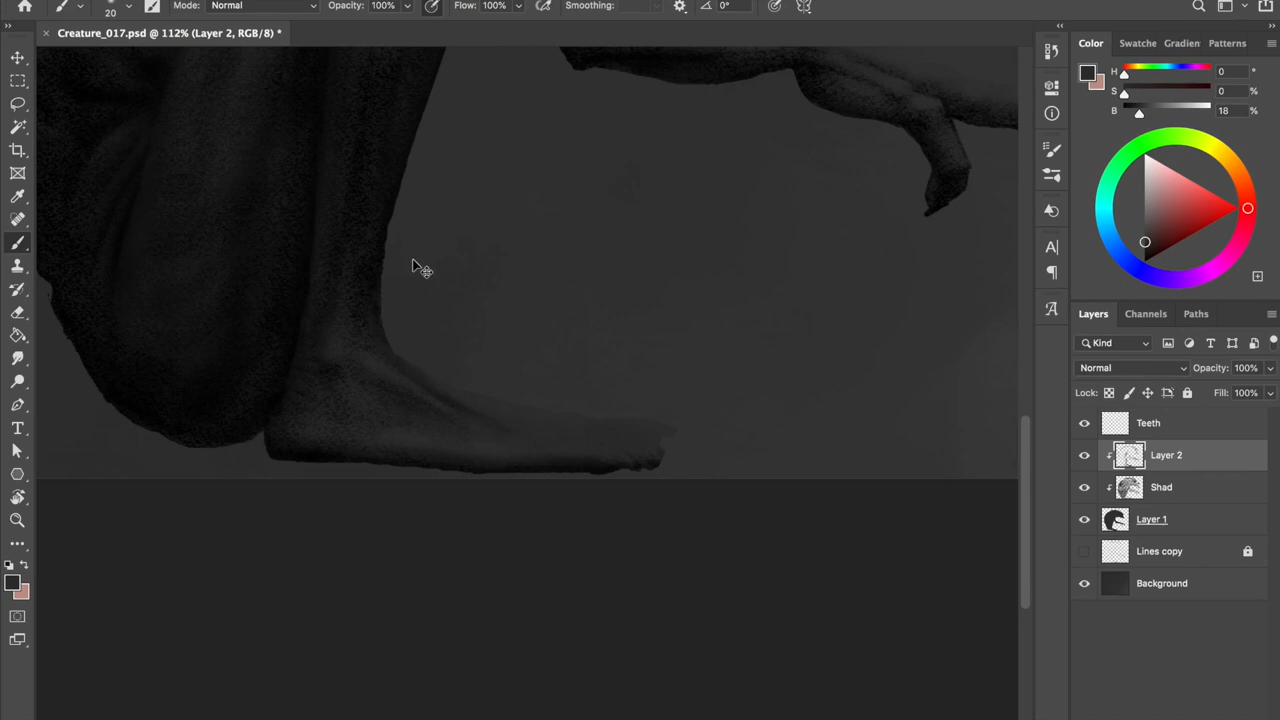 Mode: Normal Opacity: 100% Flow: 100% Smoothing: 0°
20
Creature_017.psd @ 112% (Layer 2, RGB/8) *
Color Swatche Gradien Patterns
H 0 °
S 0 %
B 18 %
Layers Channels Paths
Kind
Normal Opacity: 100%
Lock: Fill: 100%
Teeth
Layer 2
Shad
Layer 1
Lines copy
Background